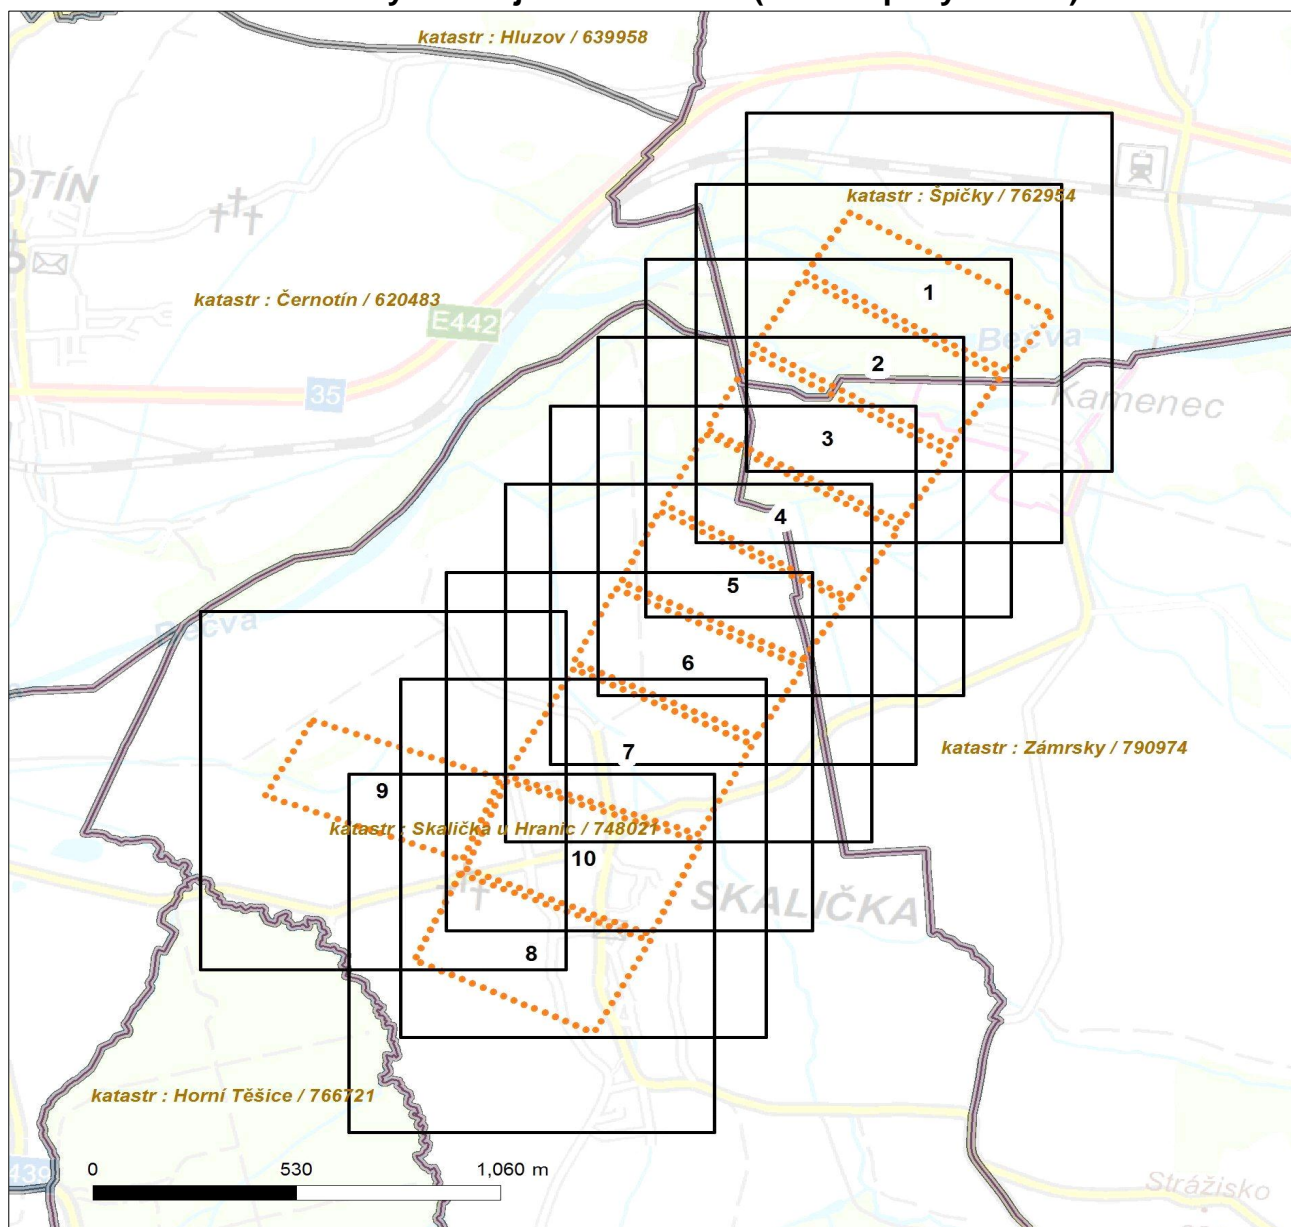 katastr : Hluzov / 639958
OTÍN
katastr : Špičky / 762954
katastr : Černotín / 620483
E442
1
Bečva
2
35
Kamenec
3
4
5
Bečva
6
7
katastr : Zámrsky / 790974
9
katastr : Skalička u Hranic / 748021
10
SKALIČKA
8
katastr : Horní Těšice / 766721
0 530 1,060 m
439
Strážisko